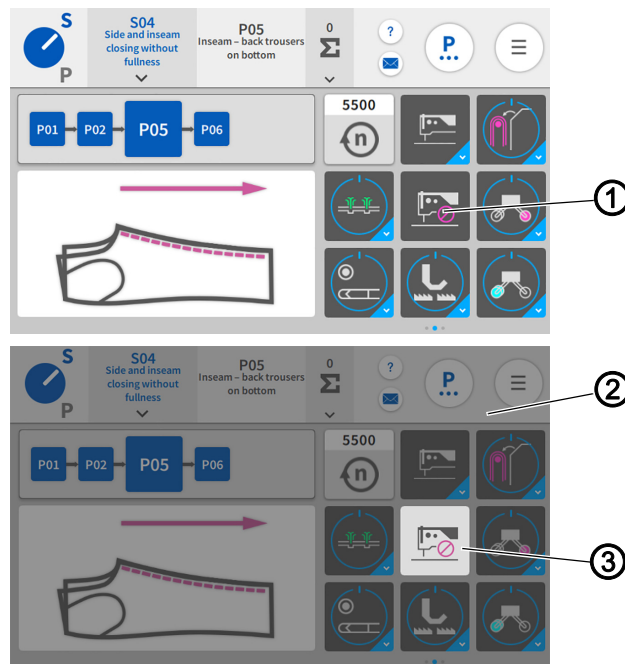 S
P
S04
Side and inseam
closing without
fullness
P05
Inseam – back trousers
on bottom
0
Σ
?
P
P01
P02
P05
P06
5500
n
①
S
P
S04
Side and inseam
closing without
fullness
P05
Inseam – back trousers
on bottom
0
Σ
?
P
②
P01
P02
P05
P06
5500
n
③